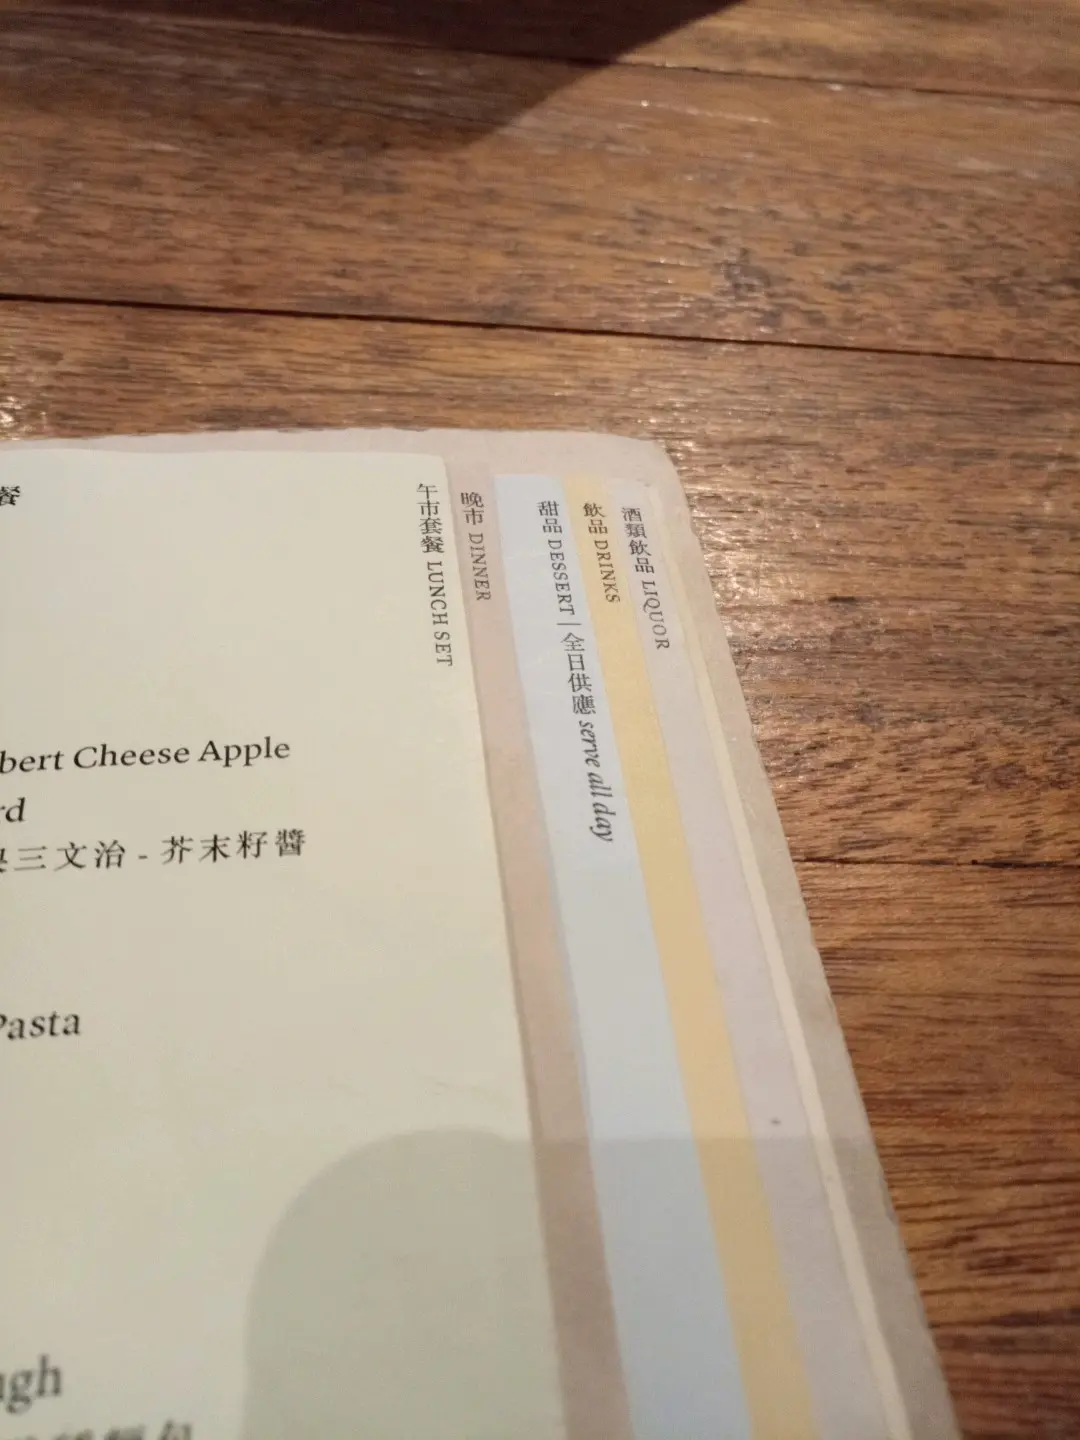 餐
午市套餐 LUNCH SET
晚市 DINNER
甜品 DESSERT | 全日供應 serve all day
飲品 DRINKS
酒類飲品 LIQUOR
bert Cheese Apple
rd
三文治 - 芥末籽醬
Pasta
ugh